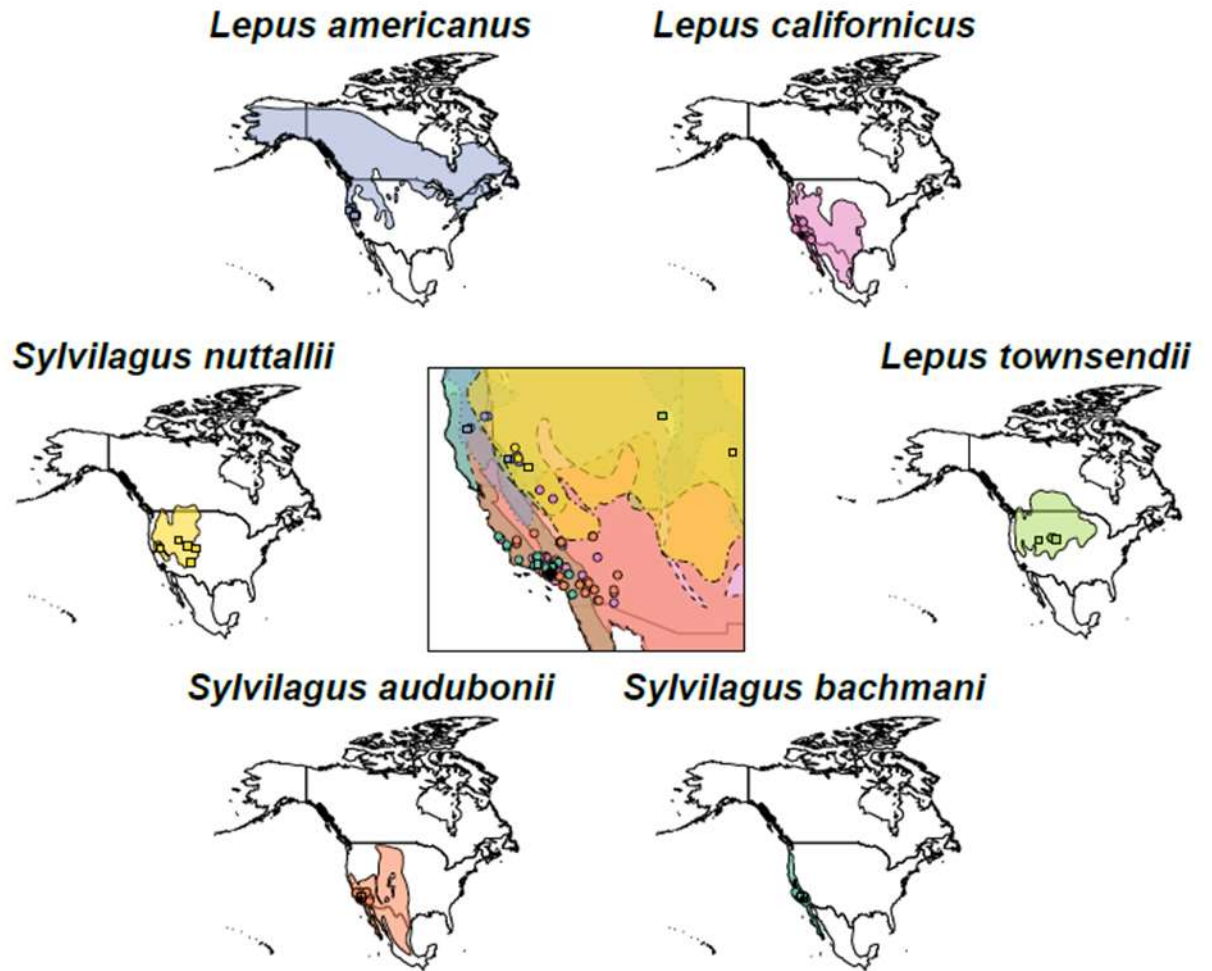 Lepus americanus
Lepus californicus
Sylvilagus nuttallii
Lepus townsendii
Sylvilagus audubonii
Sylvilagus bachmani